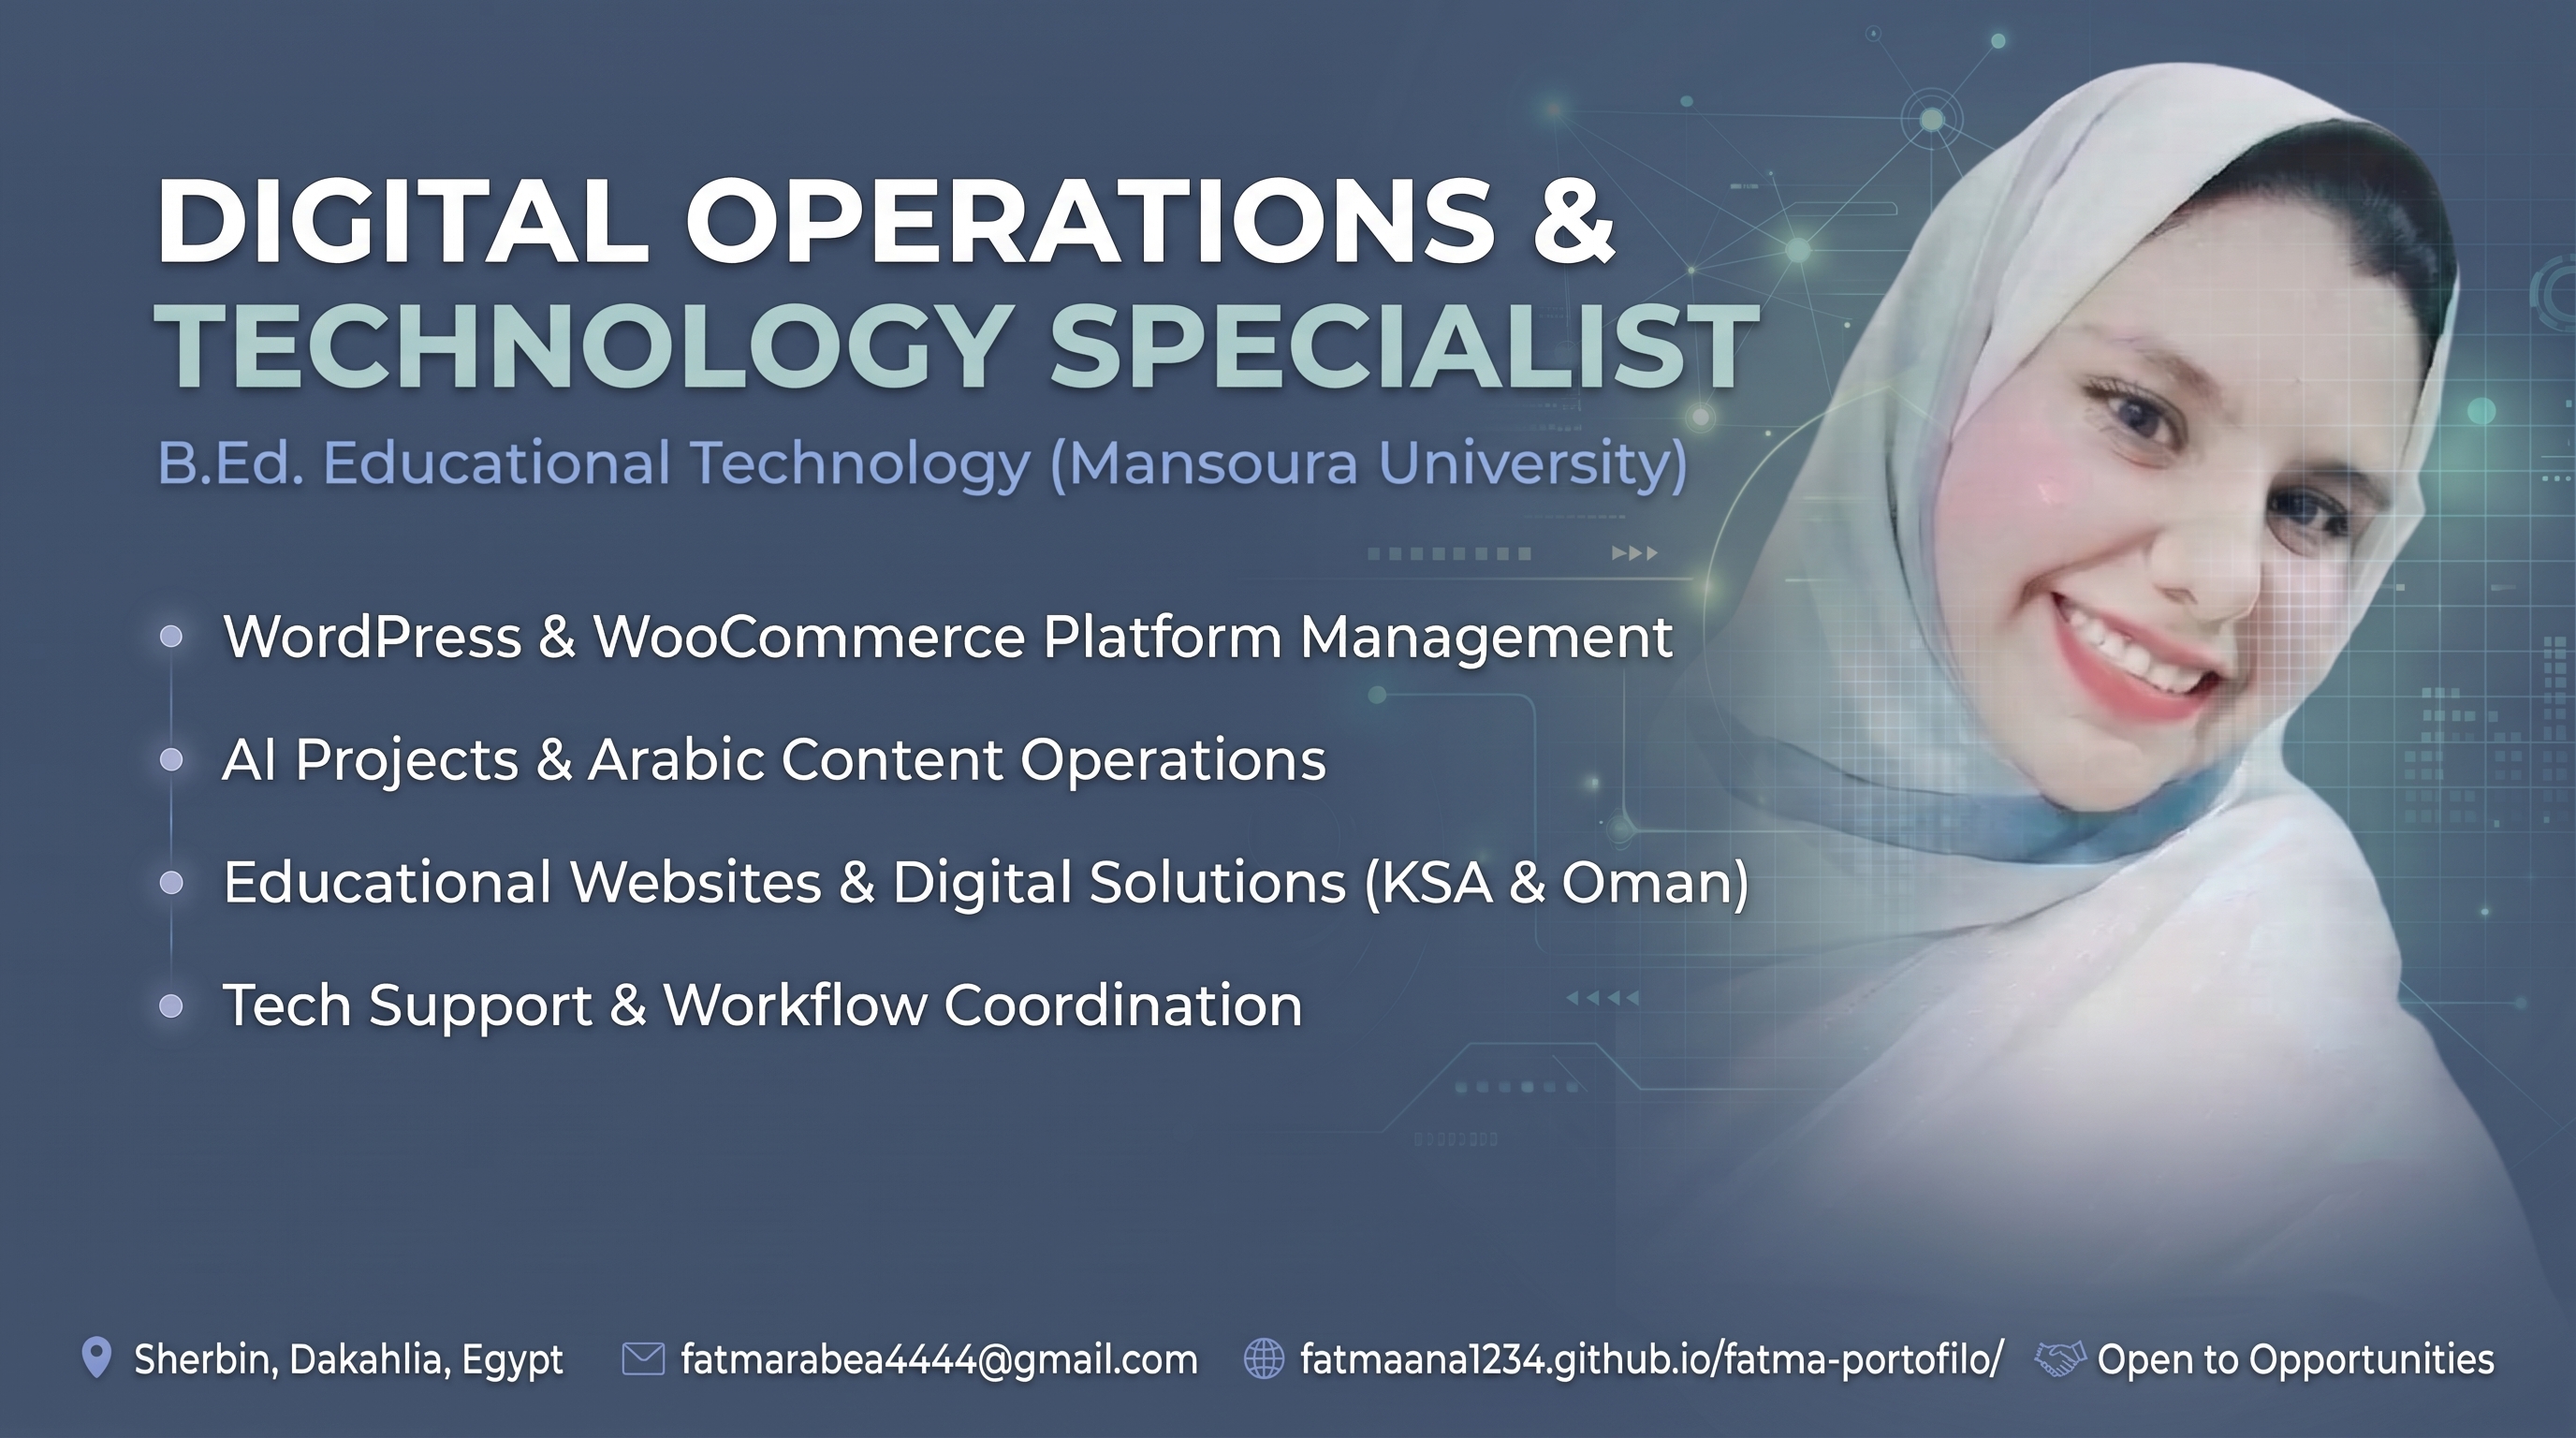 DIGITAL OPERATIONS &
TECHNOLOGY SPECIALIST
B.Ed. Educational Technology (Mansoura University)
WordPress & WooCommerce Platform Management
AI Projects & Arabic Content Operations
Educational Websites & Digital Solutions (KSA & Oman)
Tech Support & Workflow Coordination
Sherbin, Dakahlia, Egypt
fatmarabea4444@gmail.com
fatmaana1234.github.io/fatma-portofilo/
Open to Opportunities